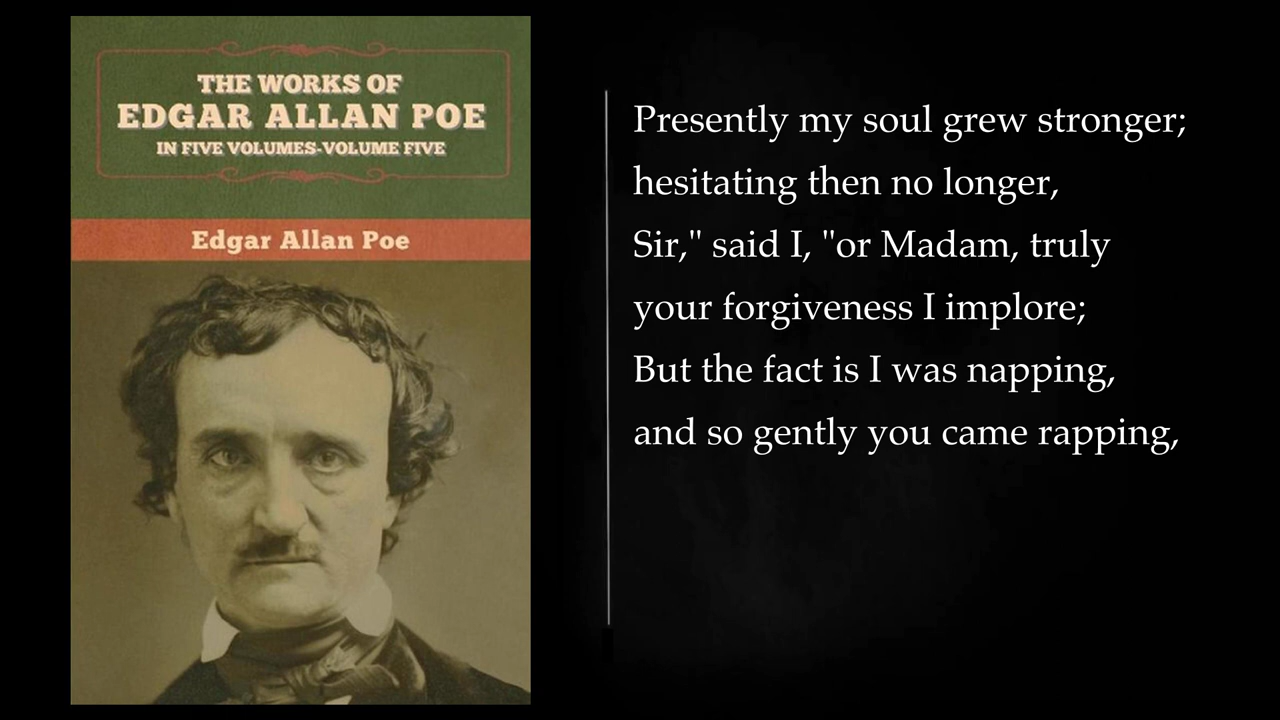 THE WORKS OF
EDGAR ALLAN POE
IN FIVE VOLUMES-VOLUME FIVE
Edgar Allan Poe
Presently my soul grew stronger;
hesitating then no longer,
Sir," said I, "or Madam, truly
your forgiveness I implore;
But the fact is I was napping,
and so gently you came rapping,